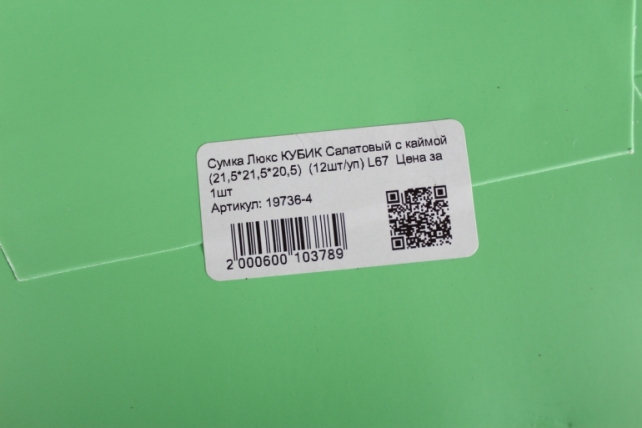 Сумка Люкс КУБИК Салатовый с каймой
(21,5*21,5*20,5) (12шт/уп) L67 Цена за
1шт
Артикул: 19736-4
2 000600 103789